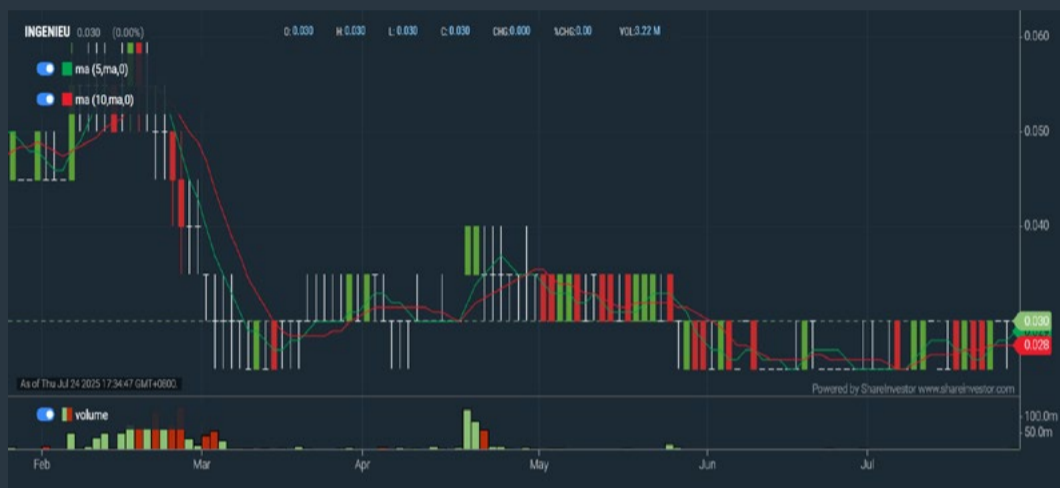 INGENIEU 0.030 (0.00%) O:0.030 H:0.030 L:0.030 C:0.030 CHG:0.000 %CHG:0.00 VOL:3.22 M
0.060
ma (5,ma,0)
ma (10,ma,0)
0.050
0.040
0.030
0.028
As of Thu Jul 24 2025 17:34:47 GMT+0800.
Powered by ShareInvestor www.shareinvestor.com
volume
100.0m
50.0m
Feb Mar Apr May Jun Jul